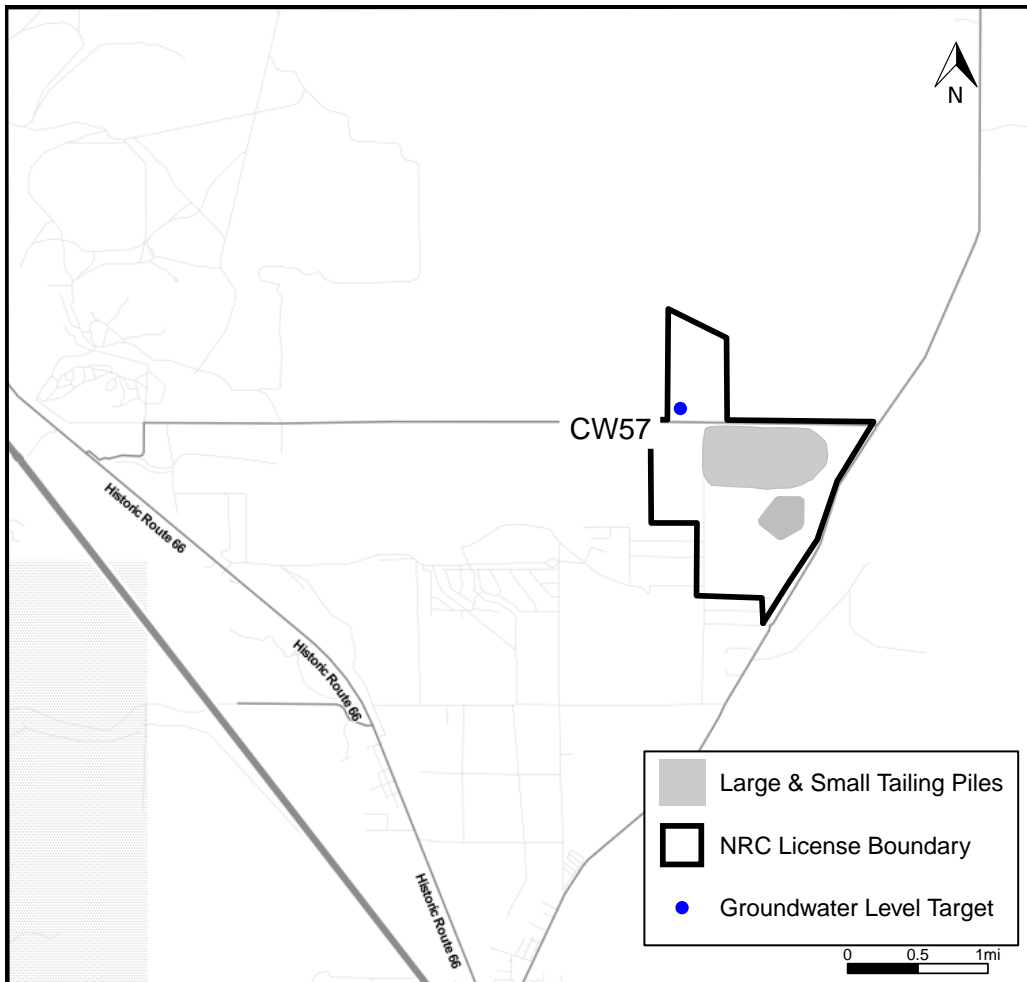 N
CW57
Historic Route 66
Historic Route 66
Historic Route 66
Large & Small Tailing Piles
NRC License Boundary
Groundwater Level Target
0 0.5 1mi